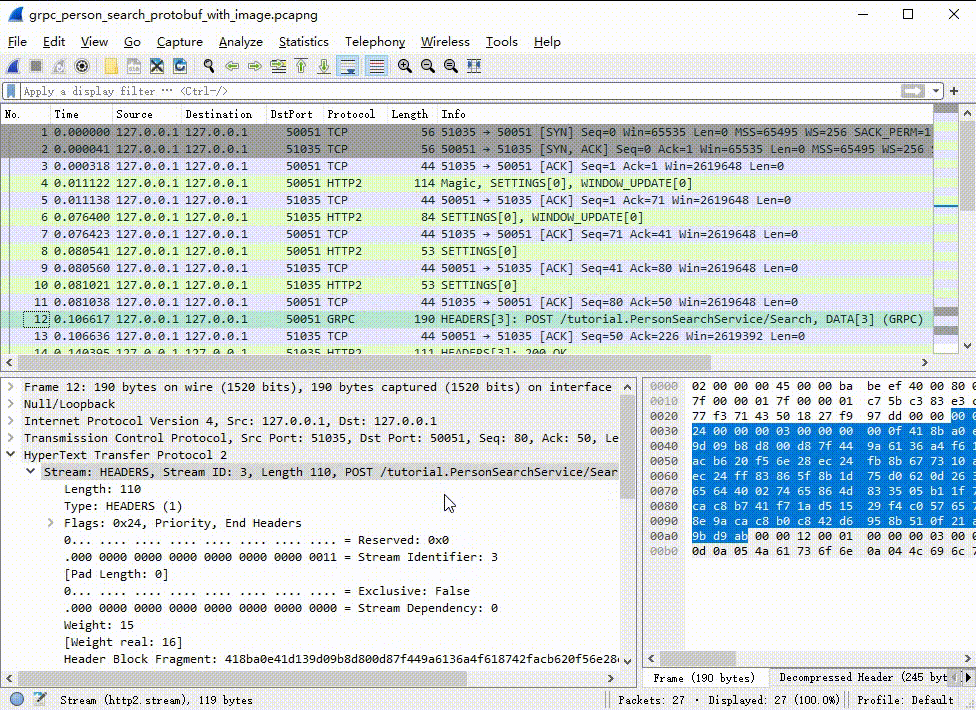 grpc_person_search_protobuf_with_image.pcapng
File Edit View Go Capture Analyze Statistics Telephony Wireless Tools Help
Apply a display filter ··· <Ctrl-/>
No. Time Source Destination DstPort Protocol Length Info
1 0.000000 127.0.0.1 127.0.0.1 50051 TCP 56 51035 → 50051 [SYN] Seq=0 Win=65535 Len=0 MSS=65495 WS=256 SACK_PERM=1
2 0.000041 127.0.0.1 127.0.0.1 51035 TCP 56 50051 → 51035 [SYN, ACK] Seq=0 Ack=1 Win=65535 Len=0 MSS=65495 WS=256
3 0.000318 127.0.0.1 127.0.0.1 50051 TCP 44 51035 → 50051 [ACK] Seq=1 Ack=1 Win=2619648 Len=0
4 0.011122 127.0.0.1 127.0.0.1 50051 HTTP2 114 Magic, SETTINGS[0], WINDOW_UPDATE[0]
5 0.011138 127.0.0.1 127.0.0.1 51035 TCP 44 50051 → 51035 [ACK] Seq=1 Ack=71 Win=2619648 Len=0
6 0.076400 127.0.0.1 127.0.0.1 51035 HTTP2 84 SETTINGS[0], WINDOW_UPDATE[0]
7 0.076423 127.0.0.1 127.0.0.1 50051 TCP 44 51035 → 50051 [ACK] Seq=71 Ack=41 Win=2619648 Len=0
8 0.080541 127.0.0.1 127.0.0.1 50051 HTTP2 53 SETTINGS[0]
9 0.080560 127.0.0.1 127.0.0.1 51035 TCP 44 50051 → 51035 [ACK] Seq=41 Ack=80 Win=2619648 Len=0
10 0.081021 127.0.0.1 127.0.0.1 51035 HTTP2 53 SETTINGS[0]
11 0.081038 127.0.0.1 127.0.0.1 50051 TCP 44 51035 → 50051 [ACK] Seq=80 Ack=50 Win=2619648 Len=0
12 0.106617 127.0.0.1 127.0.0.1 50051 GRPC 190 HEADERS[3]: POST /tutorial.PersonSearchService/Search, DATA[3] (GRPC)
13 0.106636 127.0.0.1 127.0.0.1 51035 TCP 44 50051 → 51035 [ACK] Seq=50 Ack=226 Win=2619392 Len=0
14 0.140395 127.0.0.1 127.0.0.1 51035 HTTP2 111 HEADERS[3]: 200 OK
Frame 12: 190 bytes on wire (1520 bits), 190 bytes captured (1520 bits) on interface
Null/Loopback
Internet Protocol Version 4, Src: 127.0.0.1, Dst: 127.0.0.1
Transmission Control Protocol, Src Port: 51035, Dst Port: 50051, Seq: 80, Ack: 50, Le
HyperText Transfer Protocol 2
Stream: HEADERS, Stream ID: 3, Length 110, POST /tutorial.PersonSearchService/Sear
Length: 110
Type: HEADERS (1)
Flags: 0x24, Priority, End Headers
0... .... .... .... .... .... .... .... = Reserved: 0x0
.000 0000 0000 0000 0000 0000 0000 0011 = Stream Identifier: 3
[Pad Length: 0]
0... .... .... .... .... .... .... .... = Exclusive: False
.000 0000 0000 0000 0000 0000 0000 0000 = Stream Dependency: 0
Weight: 15
[Weight real: 16]
Header Block Fragment: 418ba0e41d139d09b8d800d87f449a6136a4f618742facb620f56e28
0000 02 00 00 00 45 00 00 ba be ef 40 00 80
0010 7f 00 00 01 7f 00 00 01 c7 5b c3 83 e3
0020 77 f3 71 43 50 18 27 f9 97 dd 00 00 00
0030 24 00 00 00 03 00 00 00 00 0f 41 8b a0
0040 9d 09 b8 d8 00 d8 7f 44 9a 61 36 a4 f6
0050 ac b6 20 f5 6e 28 ec 24 fb 8b 67 73 10
0060 ec 24 ff 83 86 5f 8b 1d 75 d0 62 0d 26
0070 65 64 40 02 74 65 86 4d 83 35 05 b1 1f
0080 ca c8 b7 41 f7 1a d5 15 29 f4 c0 57 65
0090 8e 9a ca c8 b0 c8 42 d6 95 8b 51 0f 21
00a0 9b d9 ab 00 00 12 00 01 00 00 00 03 00
00b0 0d 0a 05 4a 61 73 6f 6e 0a 04 4c 69 6c
Frame (190 bytes) Decompressed Header (245 byt
Stream (http2.stream), 119 bytes Packets: 27 · Displayed: 27 (100.0%) Profile: Default